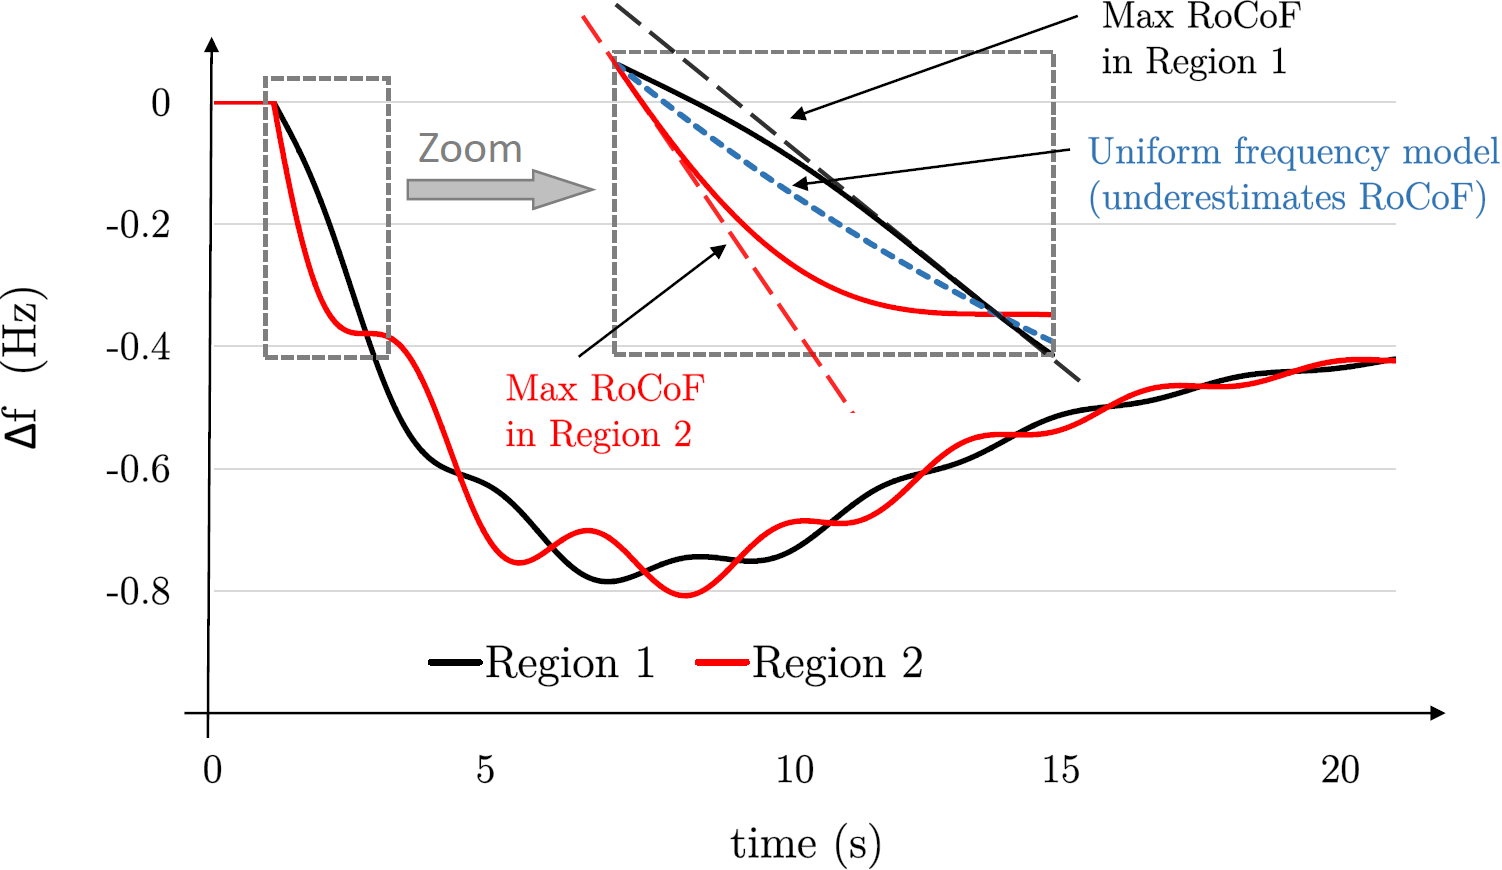 Max RoCoF
in Region 1
0
Zoom
Uniform frequency model
(underestimates RoCoF)
-0.2
Δf (Hz)
-0.4
Max RoCoF
in Region 2
-0.6
-0.8
Region 1
Region 2
0
5
10
15
20
time (s)